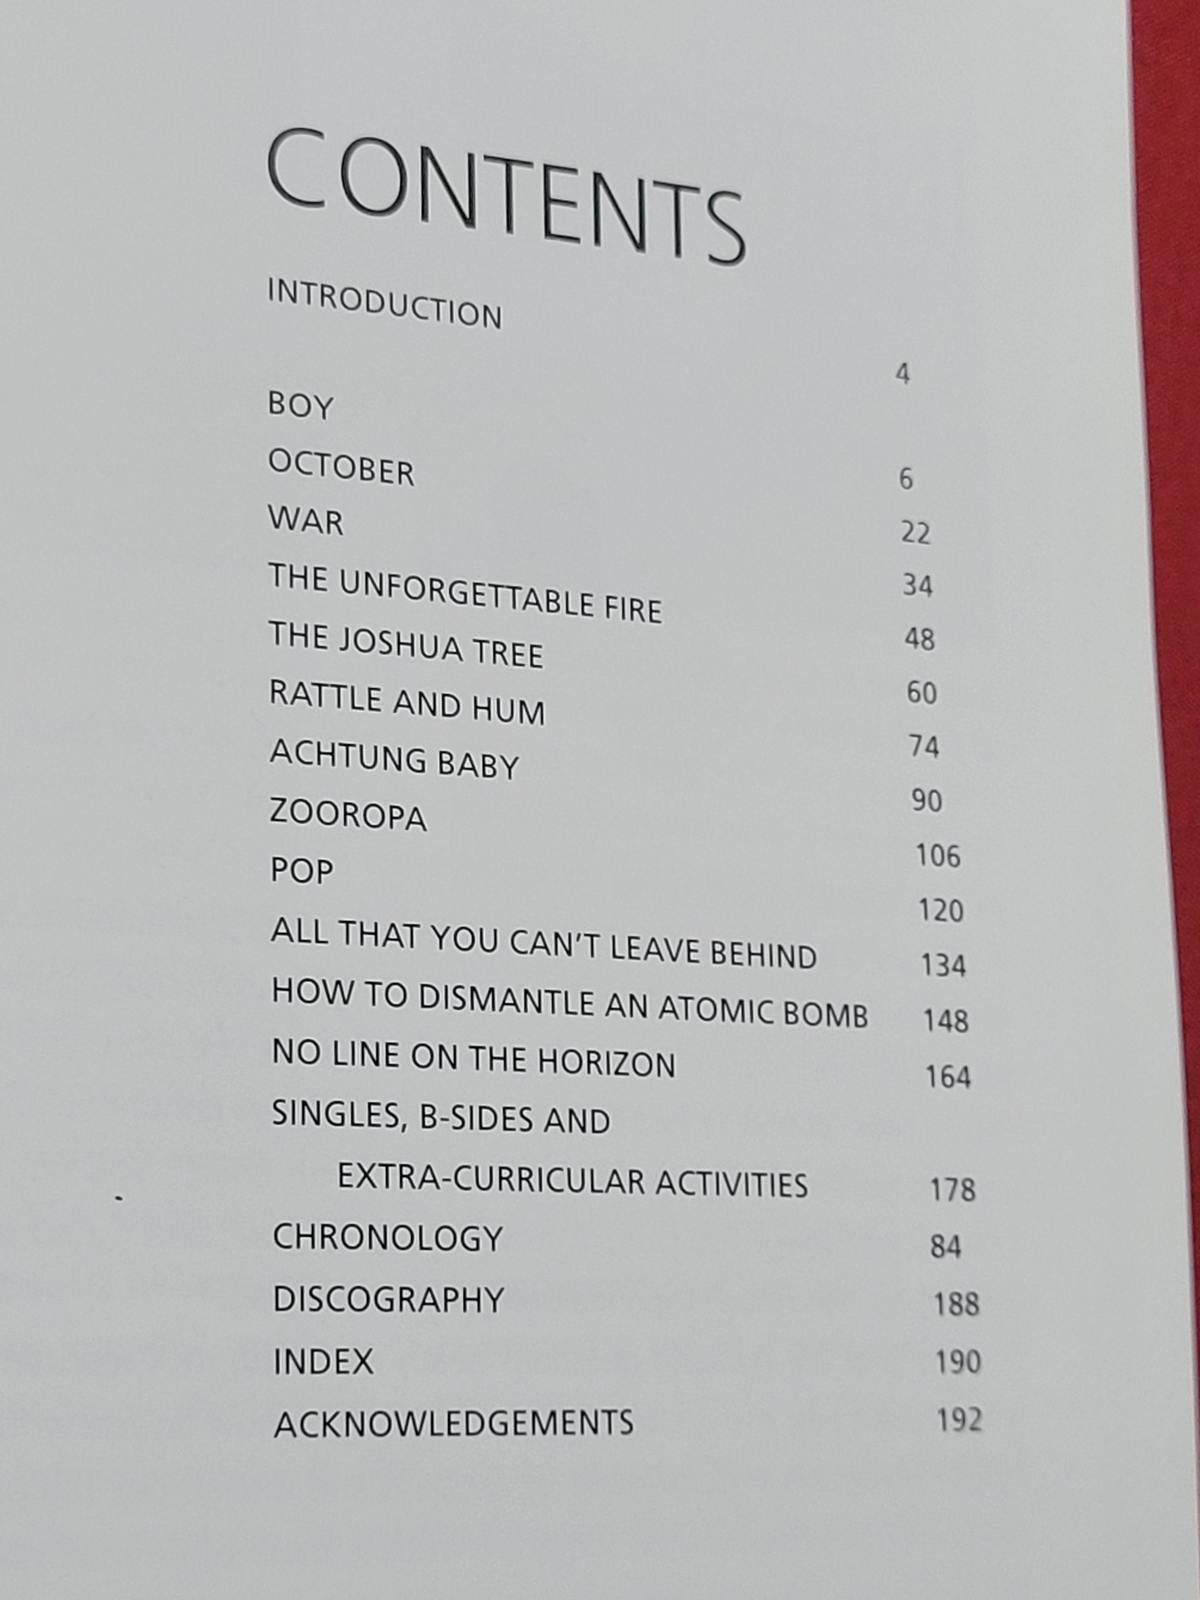 CONTENTS
INTRODUCTION 4
BOY 6
OCTOBER 22
WAR 34
THE UNFORGETTABLE FIRE 48
THE JOSHUA TREE 60
RATTLE AND HUM 74
ACHTUNG BABY 90
ZOOROPA 106
POP 120
ALL THAT YOU CAN'T LEAVE BEHIND 134
HOW TO DISMANTLE AN ATOMIC BOMB 148
NO LINE ON THE HORIZON 164
SINGLES, B-SIDES AND
EXTRA-CURRICULAR ACTIVITIES 178
CHRONOLOGY 84
DISCOGRAPHY 188
INDEX 190
ACKNOWLEDGEMENTS 192